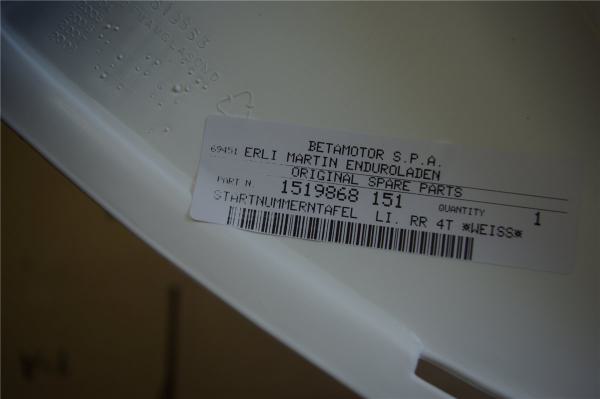 BETAMOTOR S.P.A.
69451 ERLI MARTIN ENDUROLADEN
ORIGINAL SPARE PARTS
PART N. 1519868 151 QUANTITY 1
STARTNUMMERNTAFEL LI. RR 4T *WEISS*